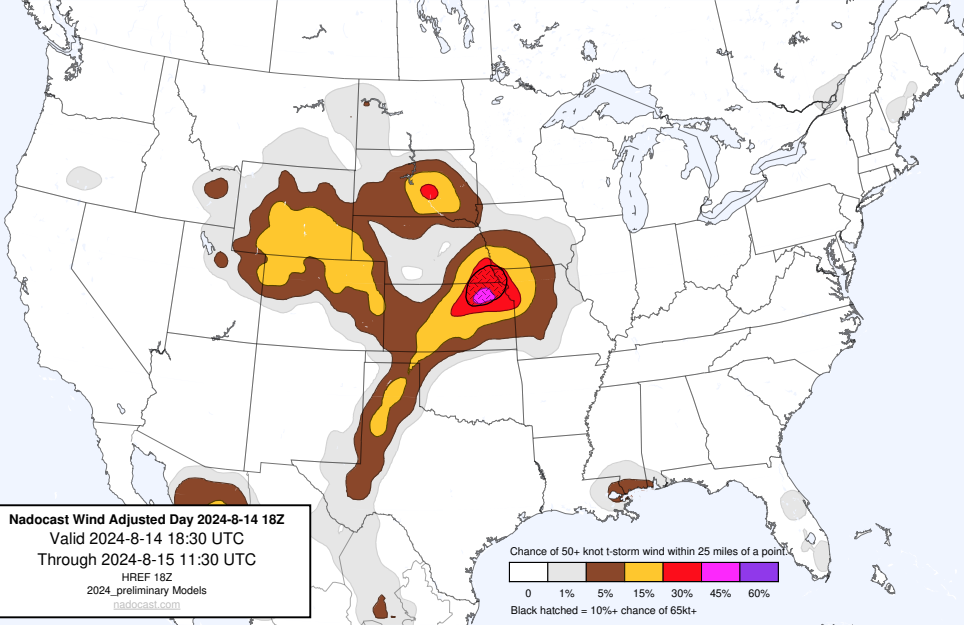 Nadocast Wind Adjusted Day 2024-8-14 18Z
Valid 2024-8-14 18:30 UTC
Through 2024-8-15 11:30 UTC
HREF 18Z
2024_preliminary Models
nadocast.com
Chance of 50+ knot t-storm wind within 25 miles of a point.
0 1% 5% 15% 30% 45% 60%
Black hatched = 10%+ chance of 65kt+